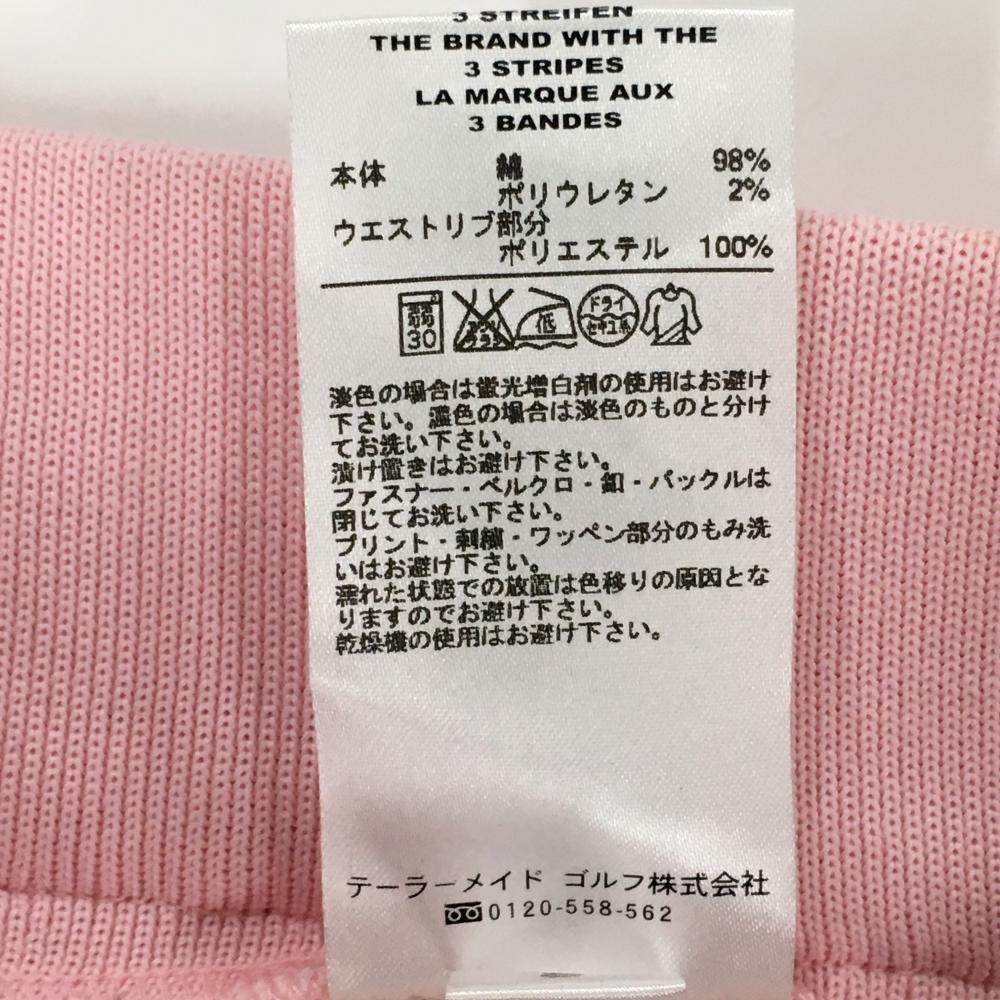 3 STREIFEN
THE BRAND WITH THE
3 STRIPES
LA MARQUE AUX
3 BANDES
本体 綿 98%
ポリウレタン 2%
ウエストリブ部分
ポリエステル 100%
弱 30 エンソ サラシ 低 ドライ セキユ系
淡色の場合は蛍光増白剤の使用はお避け
下さい。濃色の場合は淡色のものと分け
てお洗い下さい。
漬け置きはお避け下さい。
ファスナー・ベルクロ・釦・バックルは
閉じてお洗い下さい。
プリント・刺繍・ワッペン部分のもみ洗
いはお避け下さい。
濡れた状態での放置は色移りの原因とな
りますのでお避け下さい。
乾燥機の使用はお避け下さい。
テーラーメイド ゴルフ株式会社
0120-558-562